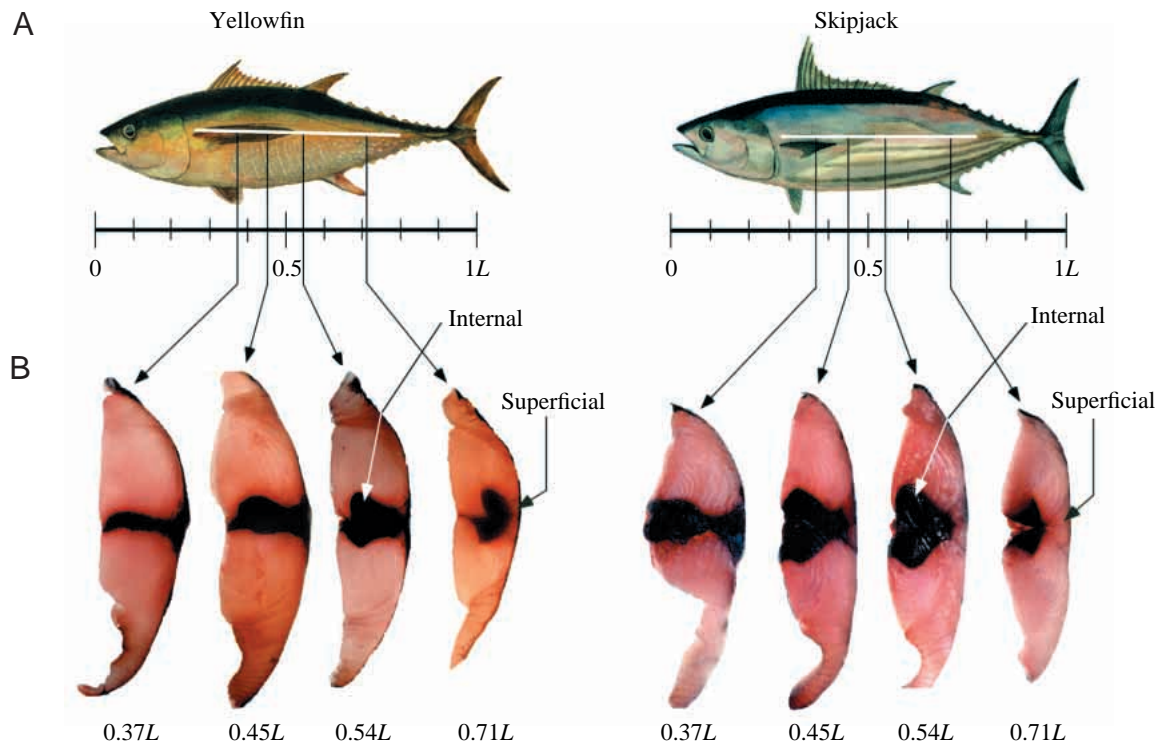 A
Yellowfin
Skipjack
0
0.5
1L
0
0.5
1L
Internal
Internal
B
Superficial
Superficial
0.37L
0.45L
0.54L
0.71L
0.37L
0.45L
0.54L
0.71L